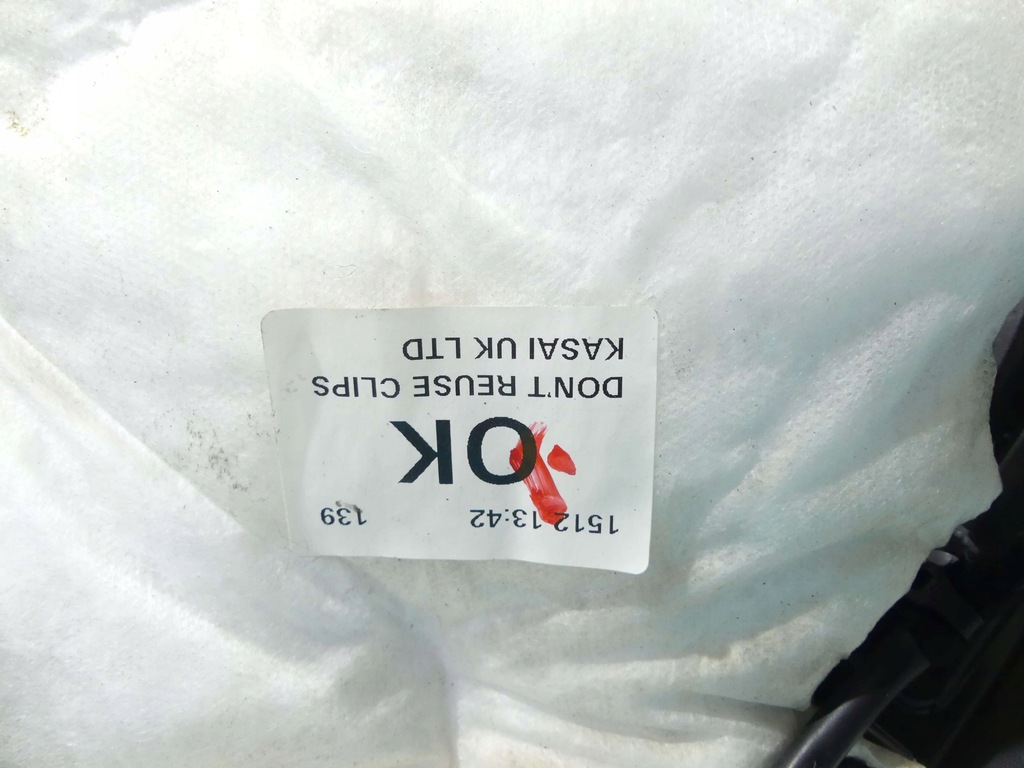 1512 13:42 139
OK
DON'T REUSE CLIPS
KASAI UK LTD